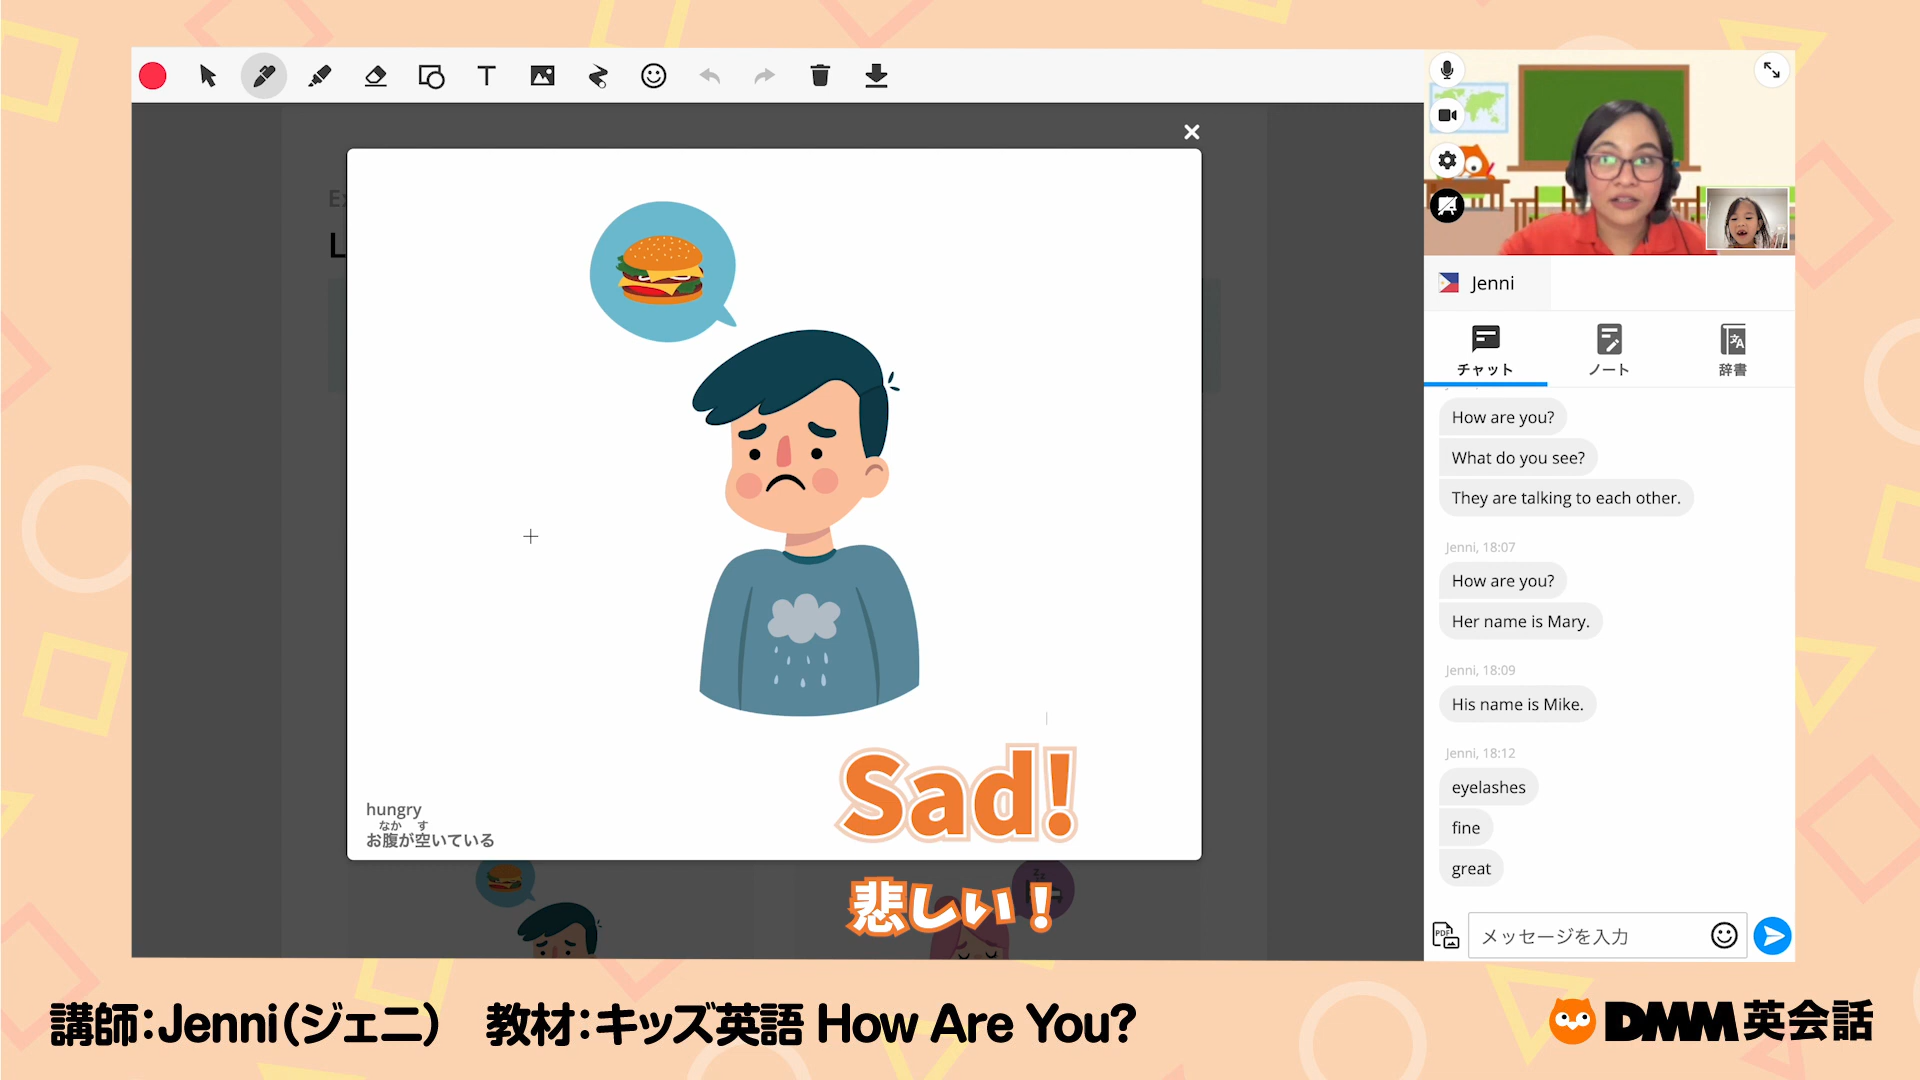 Jenni
チャット
ノート
辞書
How are you?
What do you see?
They are talking to each other.
Jenni, 18:07
How are you?
Her name is Mary.
Jenni, 18:09
His name is Mike.
Jenni, 18:12
eyelashes
fine
great
PDF
メッセージを入力
hungry
なか す
お腹が空いている
Sad!
悲しい！
講師:Jenni(ジェニ) 教材:キッズ英語 How Are You?
DMM英会話